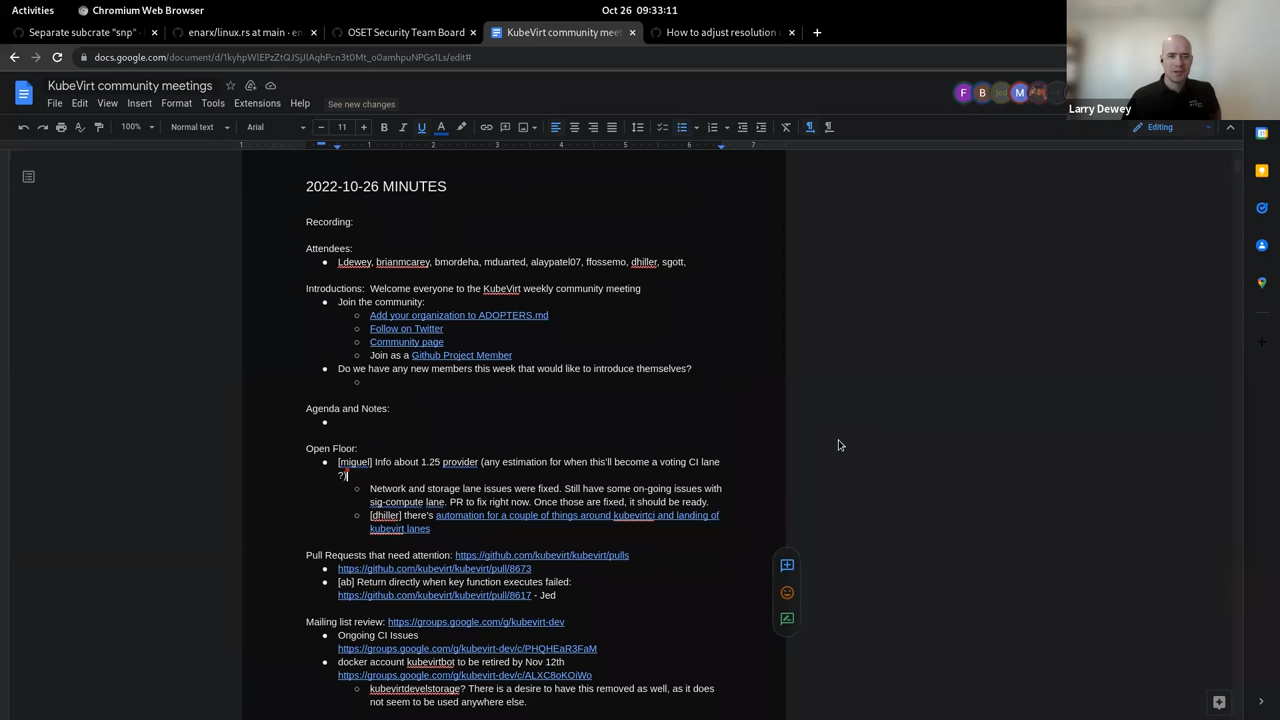 Activities
Chromium Web Browser
Oct 26 09:33:11
Separate subcrate "snp" ·
enarx/linux.rs at main · en
OSET Security Team Board
KubeVirt community meet
How to adjust resolution u
docs.google.com/document/d/1kyhpWlEPzZtQJSJjlAqhPcn3t0Mt_o0amhpuNPGs1Ls/edit#
KubeVirt community meetings
File Edit View Insert Format Tools Extensions Help
See new changes
F B jed M
Larry Dewey
100% Normal text Arial 11 B I U A
Editing
1 1 2 3 4 5 6 7
2022-10-26 MINUTES
Recording:
Attendees:
Ldewey, brianmcarey, bmordeha, mduarted, alaypatel07, ffossemo, dhiller, sgott,
Introductions: Welcome everyone to the KubeVirt weekly community meeting
Join the community:
Add your organization to ADOPTERS.md
Follow on Twitter
Community page
Join as a Github Project Member
Do we have any new members this week that would like to introduce themselves?
Agenda and Notes:
Open Floor:
[miguel] Info about 1.25 provider (any estimation for when this'll become a voting CI lane
?)
Network and storage lane issues were fixed. Still have some on-going issues with
sig-compute lane. PR to fix right now. Once those are fixed, it should be ready.
[dhiller] there's automation for a couple of things around kubevirtci and landing of
kubevirt lanes
Pull Requests that need attention: https://github.com/kubevirt/kubevirt/pulls
https://github.com/kubevirt/kubevirt/pull/8673
[ab] Return directly when key function executes failed:
https://github.com/kubevirt/kubevirt/pull/8617 - Jed
Mailing list review: https://groups.google.com/g/kubevirt-dev
Ongoing CI Issues
https://groups.google.com/g/kubevirt-dev/c/PHQHEaR3FaM
docker account kubevirtbot to be retired by Nov 12th
https://groups.google.com/g/kubevirt-dev/c/ALXC8oKOiWo
kubevirtdevelstorage? There is a desire to have this removed as well, as it does
not seem to be used anywhere else.